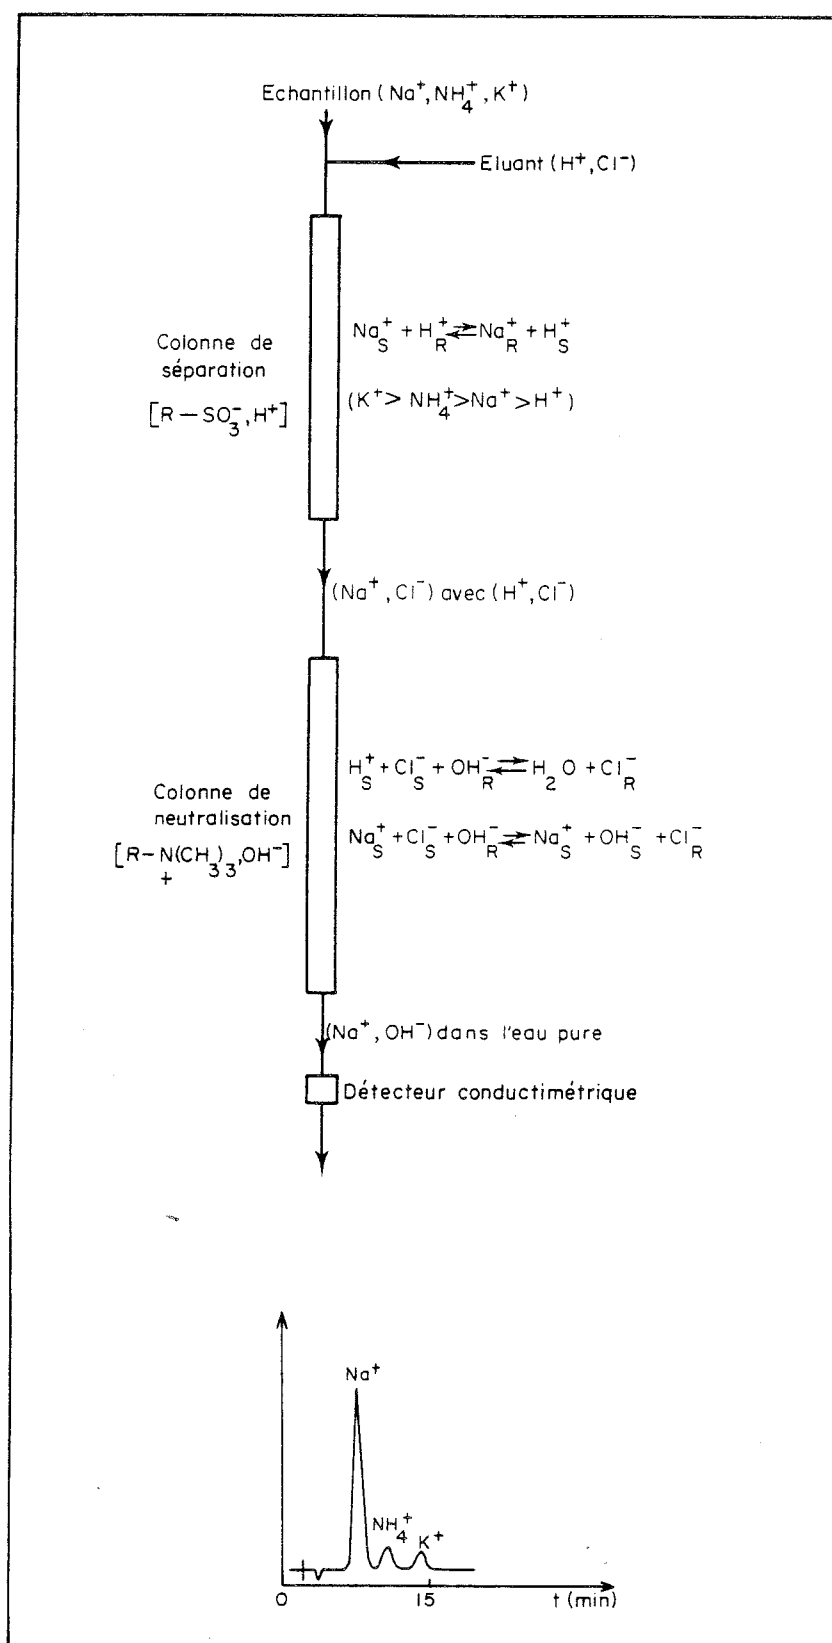 Echantillon (Na⁺, NH₄⁺, K⁺)
Eluant (H⁺, Cl⁻)
Colonne de
séparation
[R—SO₃⁻, H⁺]
Na⁺S + H⁺R ⇌ Na⁺R + H⁺S
(K⁺> NH₄⁺>Na⁺>H⁺)
(Na⁺, Cl⁻) avec (H⁺, Cl⁻)
Colonne de
neutralisation
[R–N(CH₃)₃, OH⁻]
+
H⁺S + Cl⁻S + OH⁻R ⇌ H₂O + Cl⁻R
Na⁺S + Cl⁻S + OH⁻R ⇌ Na⁺S + OH⁻S + Cl⁻R
(Na⁺, OH⁻) dans l'eau pure
Détecteur conductimétrique
Na⁺
NH₄⁺
K⁺
0 15 t (min)